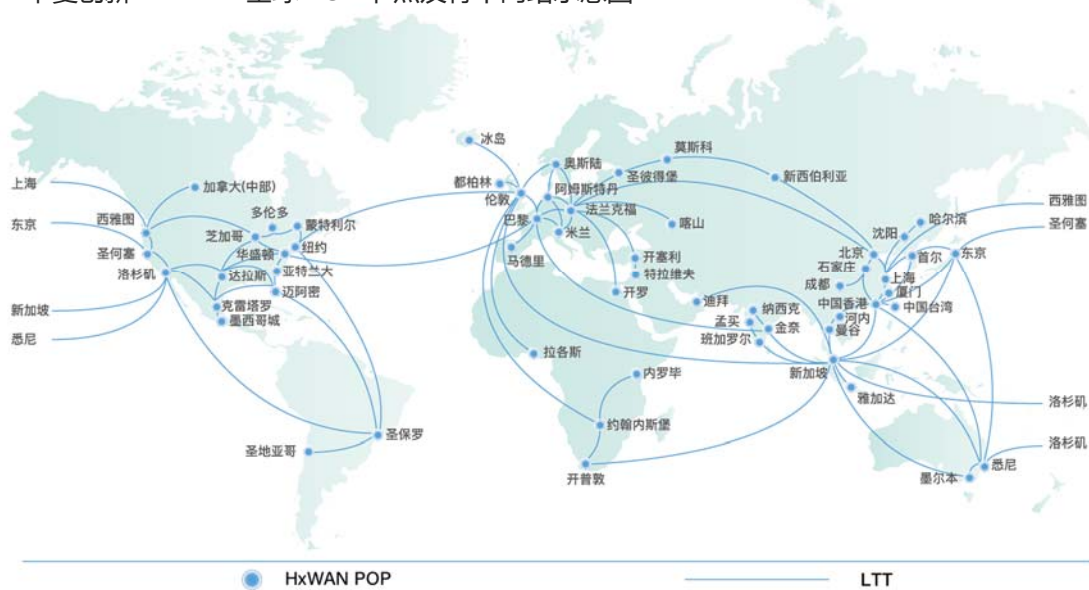 冰岛
莫斯科
奥斯陆
圣彼得堡
上海
加拿大(中部)
都柏林
阿姆斯特丹
新西伯利亚
伦敦
西雅图
多伦多
法兰克福
哈尔滨
东京
西雅图
蒙特利尔
巴黎
喀山
沈阳
圣何塞
芝加哥
米兰
纽约
北京
首尔
东京
圣何塞
华盛顿
马德里
开塞利
石家庄
洛杉矶
达拉斯
亚特兰大
特拉维夫
成都
上海
迈阿密
开罗
迪拜
厦门
新加坡
克雷塔罗
纳西克
中国香港
中国台湾
墨西哥城
孟买
金奈
河内
悉尼
班加罗尔
曼谷
拉各斯
内罗毕
新加坡
雅加达
洛杉矶
约翰内斯堡
圣保罗
洛杉矶
圣地亚哥
开普敦
墨尔本
悉尼
HxWAN POP
LTT